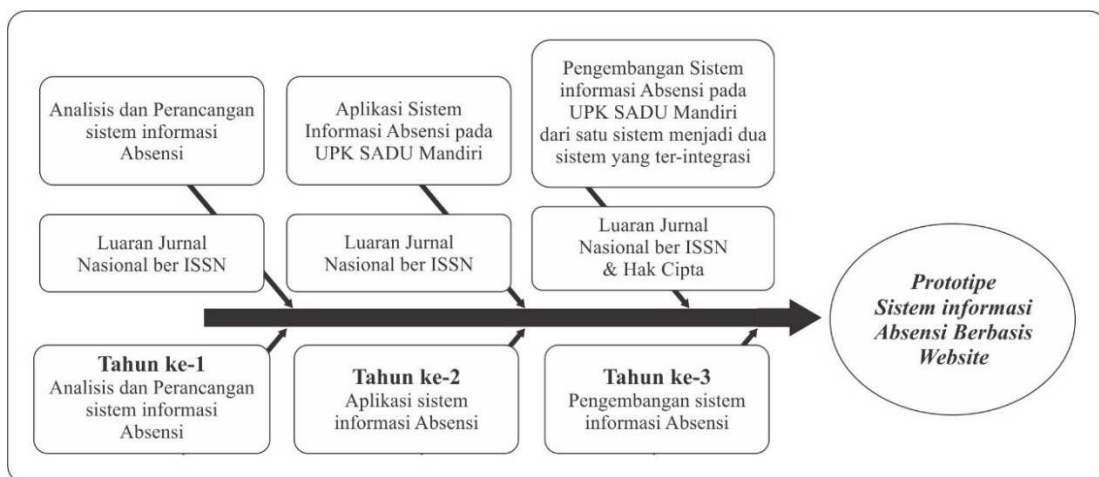 Analisis dan Perancangan
sistem informasi
Absensi
Aplikasi Sistem
Informasi Absensi pada
UPK SADU Mandiri
Pengembangan Sistem
informasi Absensi pada
UPK SADU Mandiri
dari satu sistem menjadi dua
sistem yang ter-integrasi
Luaran Jurnal
Nasional ber ISSN
Luaran Jurnal
Nasional ber ISSN
Luaran Jurnal
Nasional ber ISSN
& Hak Cipta
Prototipe
Sistem informasi
Absensi Berbasis
Website
Tahun ke-1
Analisis dan Perancangan
sistem informasi
Absensi
Tahun ke-2
Aplikasi sistem
informasi Absensi
Tahun ke-3
Pengembangan sistem
informasi Absensi